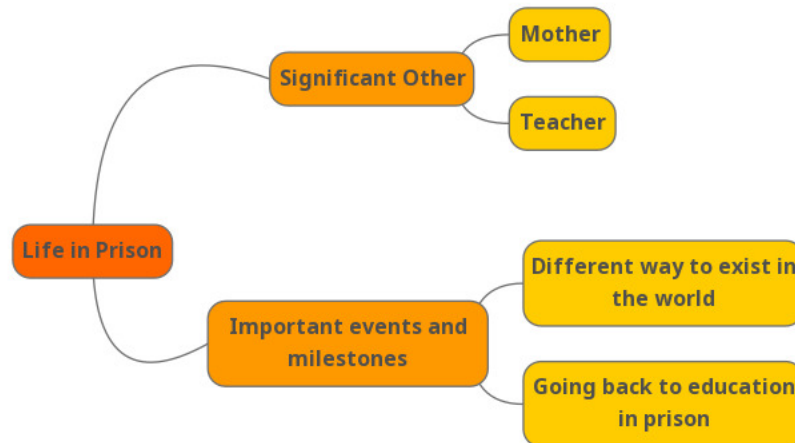 Mother
Significant Other
Teacher
Life in Prison
Different way to exist in
the world
Important events and
milestones
Going back to education
in prison